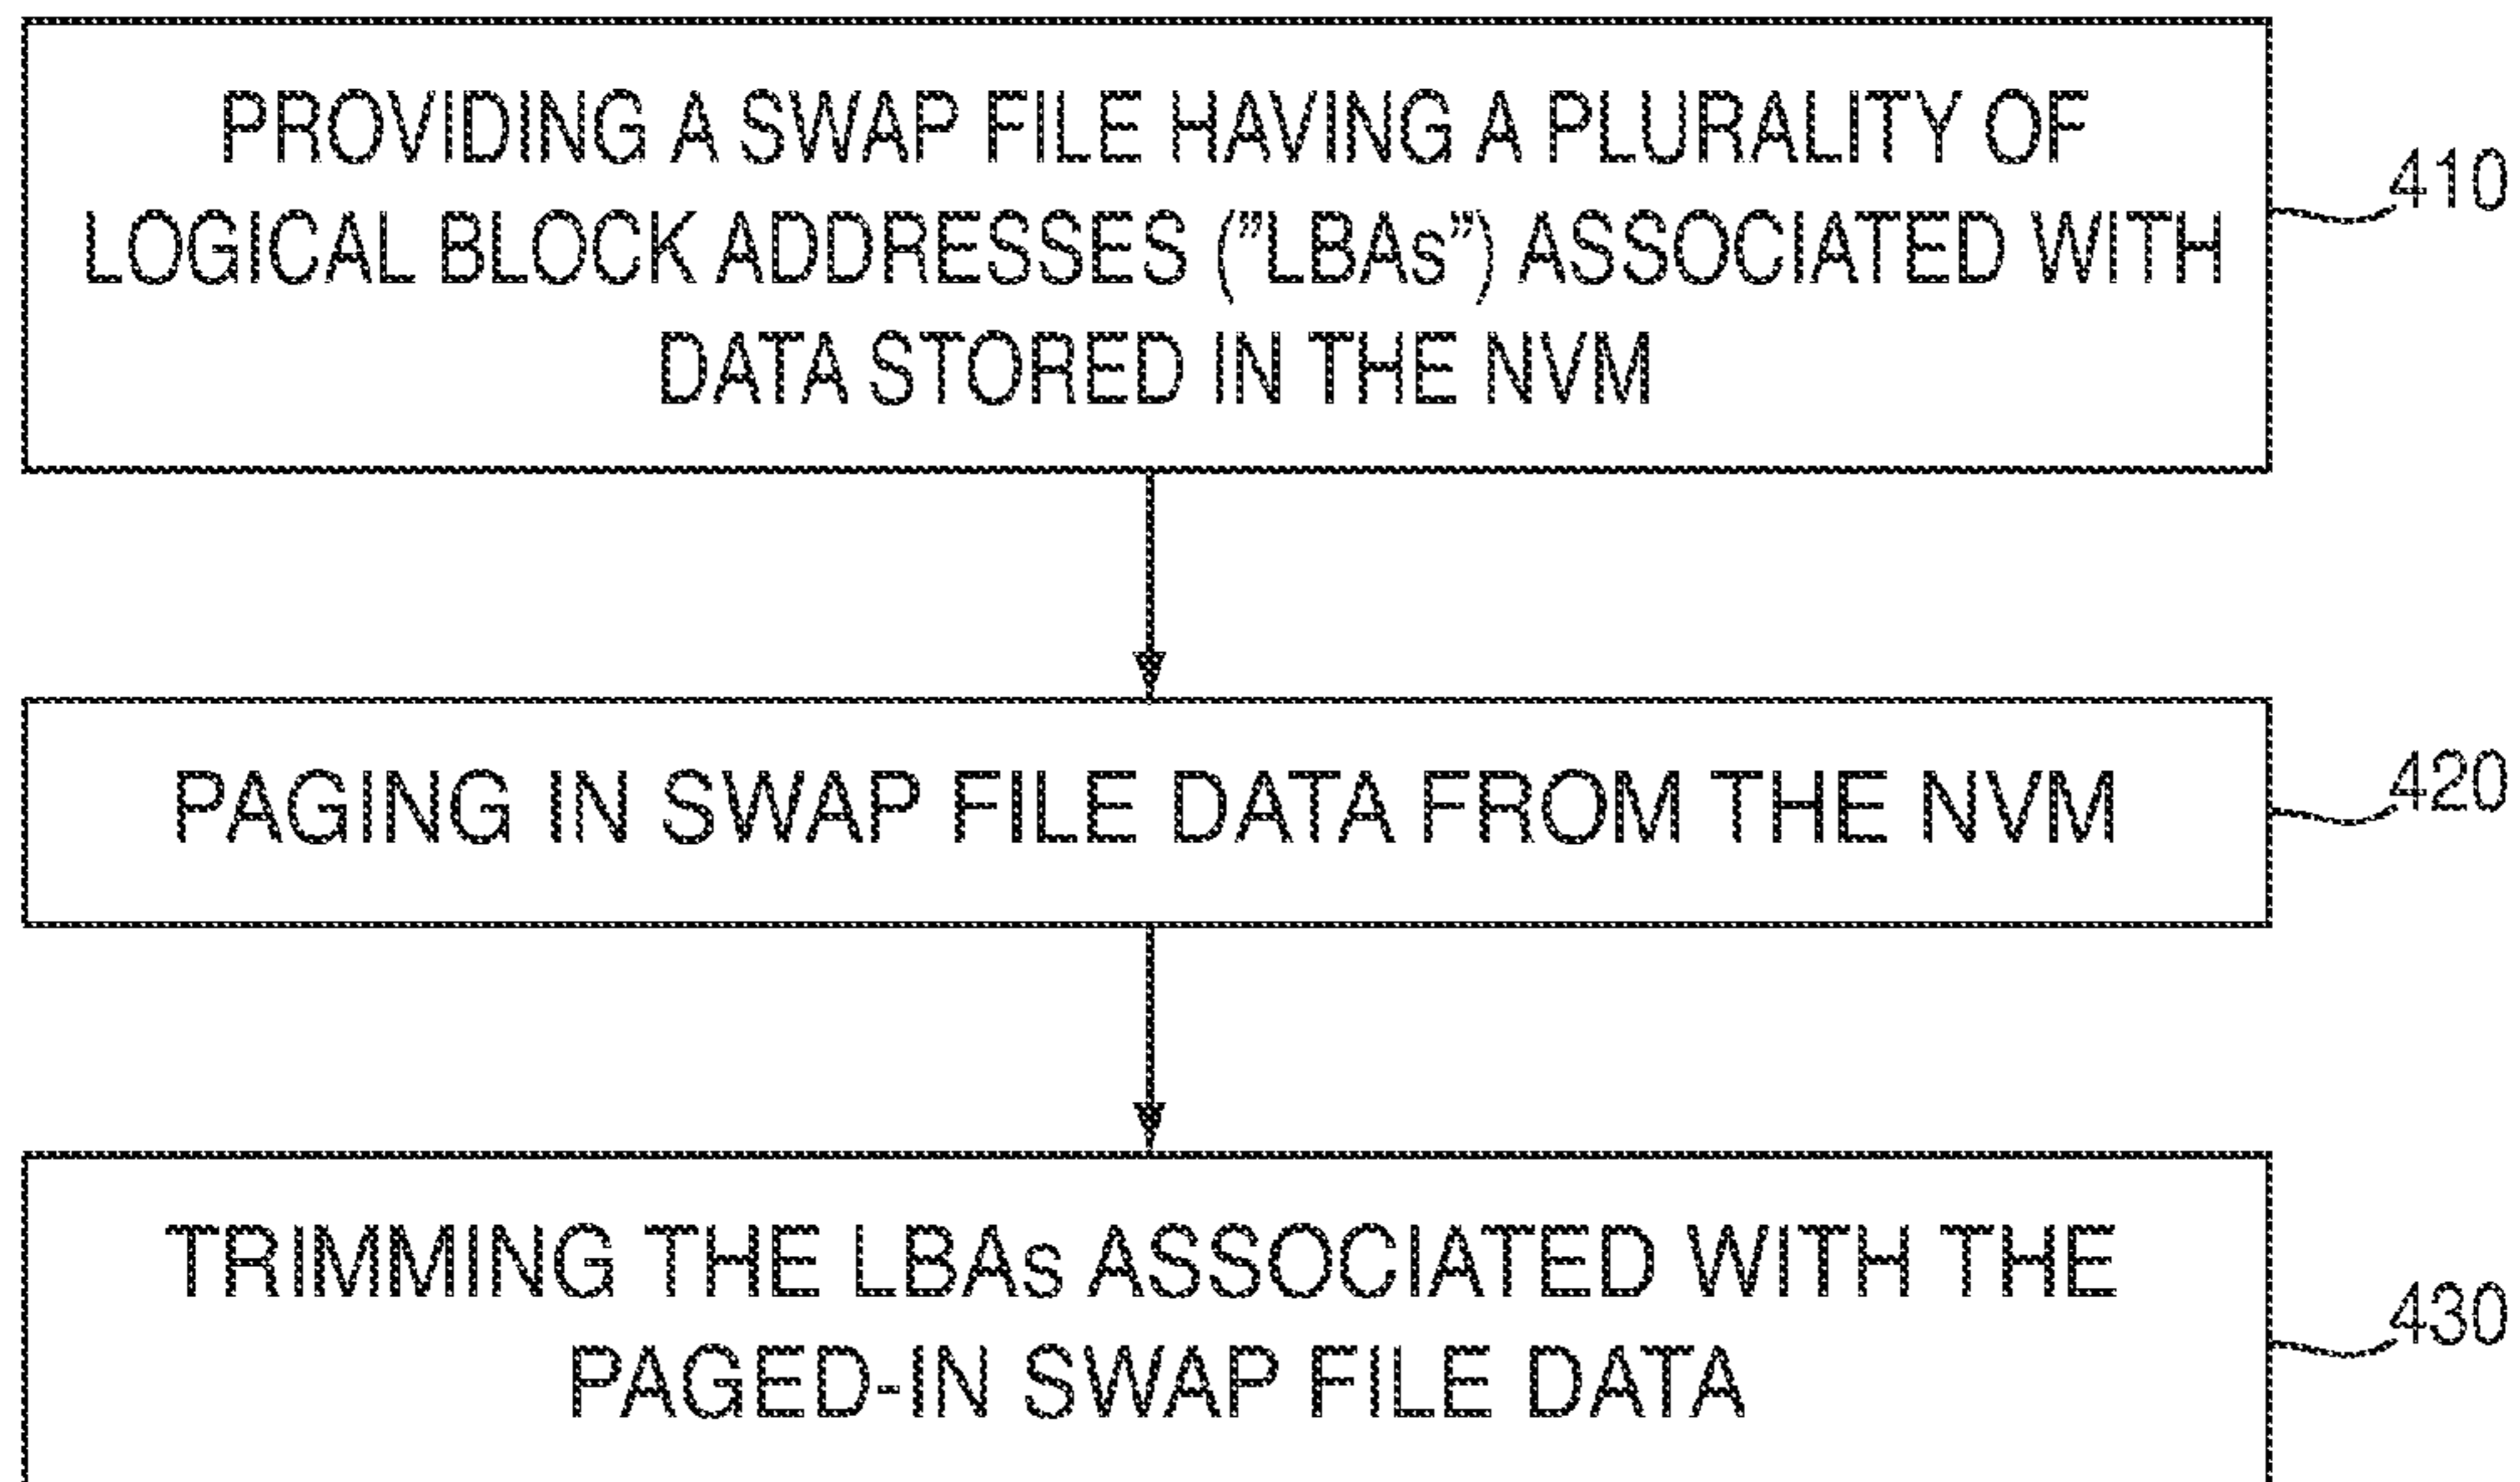 PROVIDING A SWAP FILE HAVING A PLURALITY OF
LOGICAL BLOCK ADDRESSES (”LBAs”) ASSOCIATED WITH
DATA STORED IN THE NVM
410
PAGING IN SWAP FILE DATA FROM THE NVM
420
TRIMMING THE LBAs ASSOCIATED WITH THE
PAGED-IN SWAP FILE DATA
430